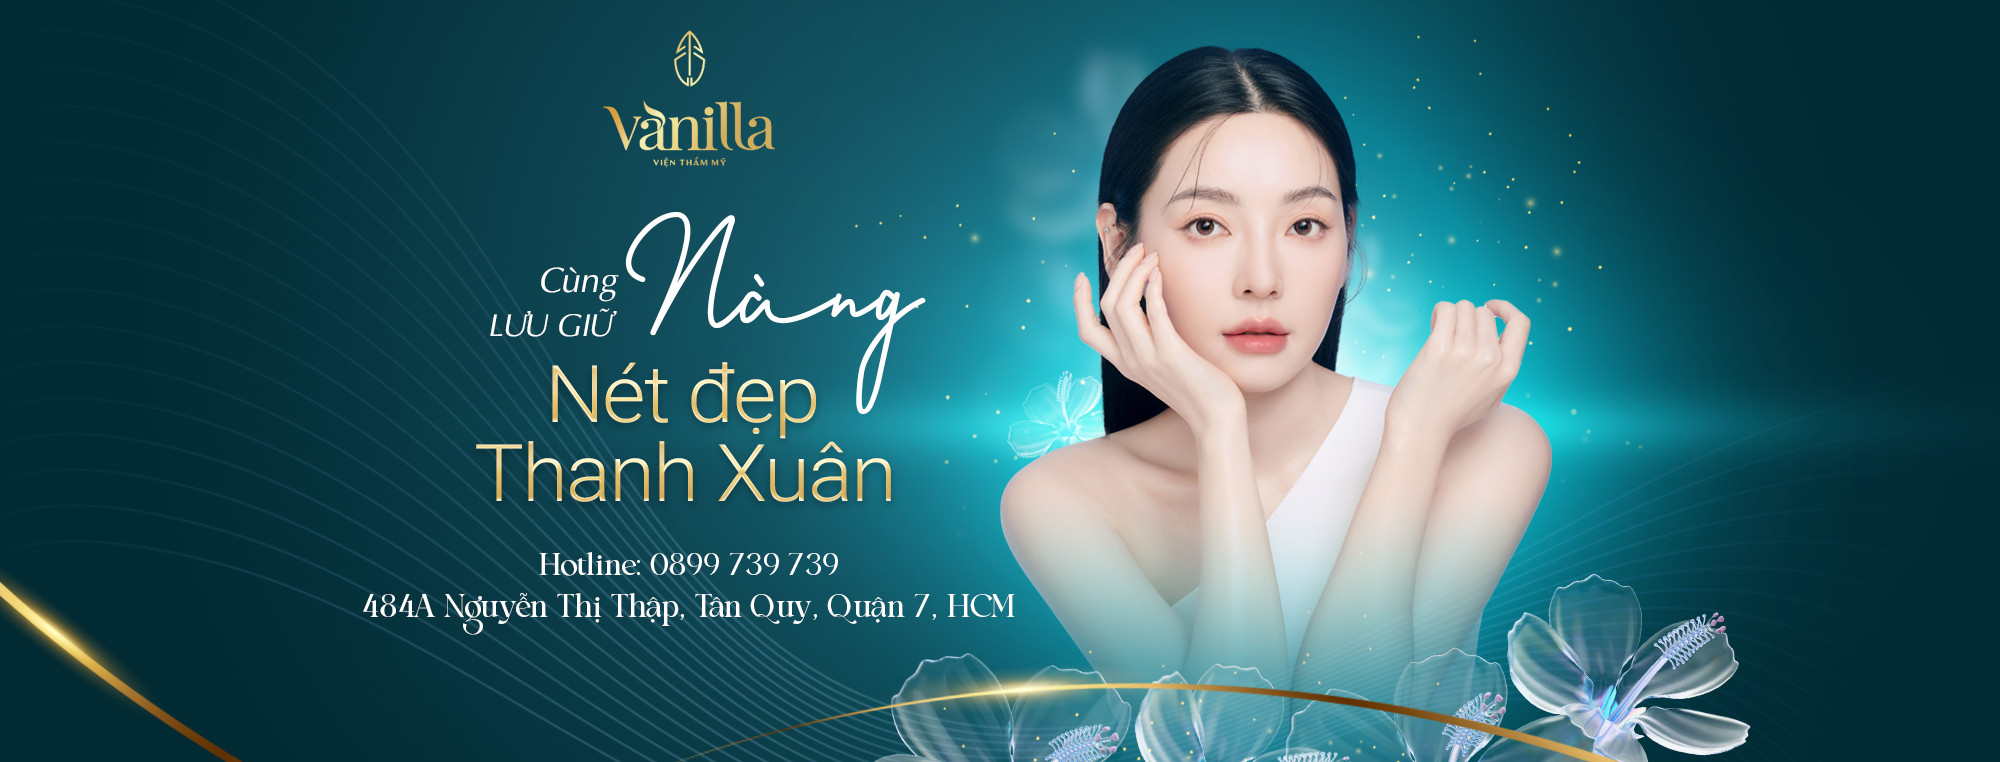 Vanilla
VIỆN THẨM MỸ
Cùng
LƯU GIỮ
Nàng
Nét đẹp
Thanh Xuân
Hotline: 0899 739 739
484A Nguyễn Thị Thập, Tân Quy, Quận 7, HCM